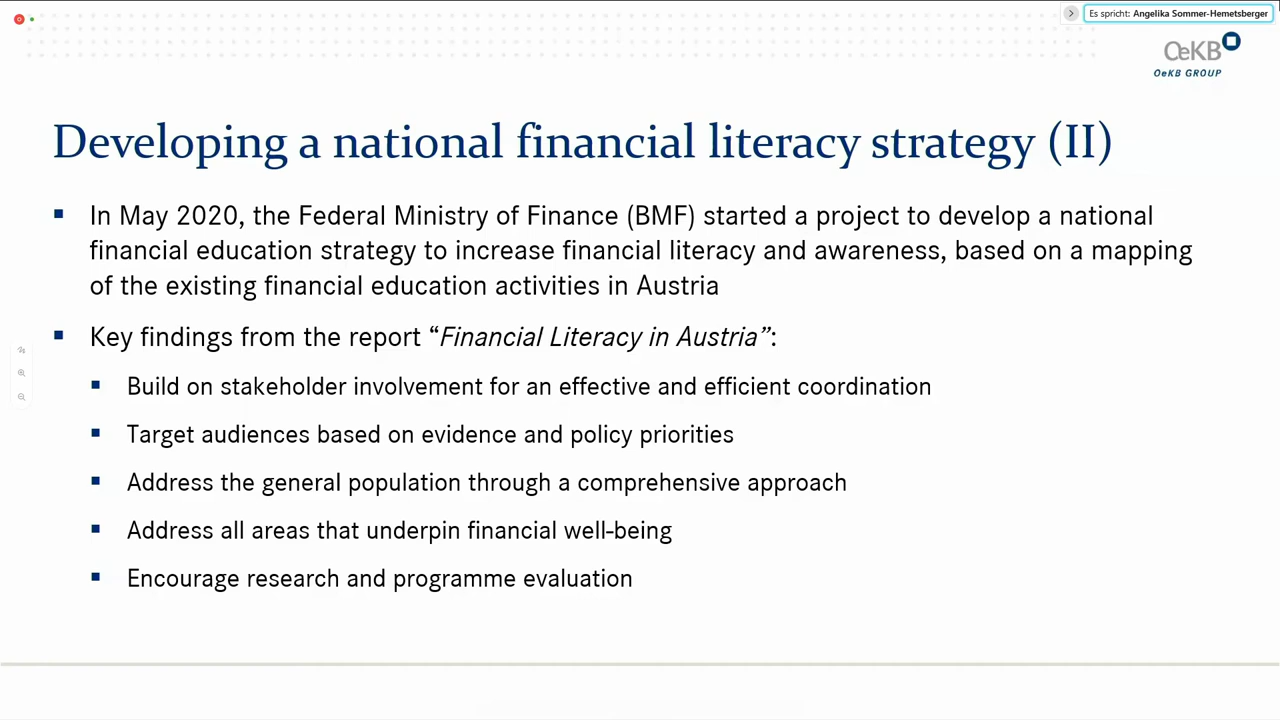 Es spricht: Angelika Sommer-Hemetsberger
OeKB
OeKB GROUP
Developing a national financial literacy strategy (II)
▪ In May 2020, the Federal Ministry of Finance (BMF) started a project to develop a national
financial education strategy to increase financial literacy and awareness, based on a mapping
of the existing financial education activities in Austria
▪ Key findings from the report “Financial Literacy in Austria”:
▪ Build on stakeholder involvement for an effective and efficient coordination
▪ Target audiences based on evidence and policy priorities
▪ Address the general population through a comprehensive approach
▪ Address all areas that underpin financial well-being
▪ Encourage research and programme evaluation